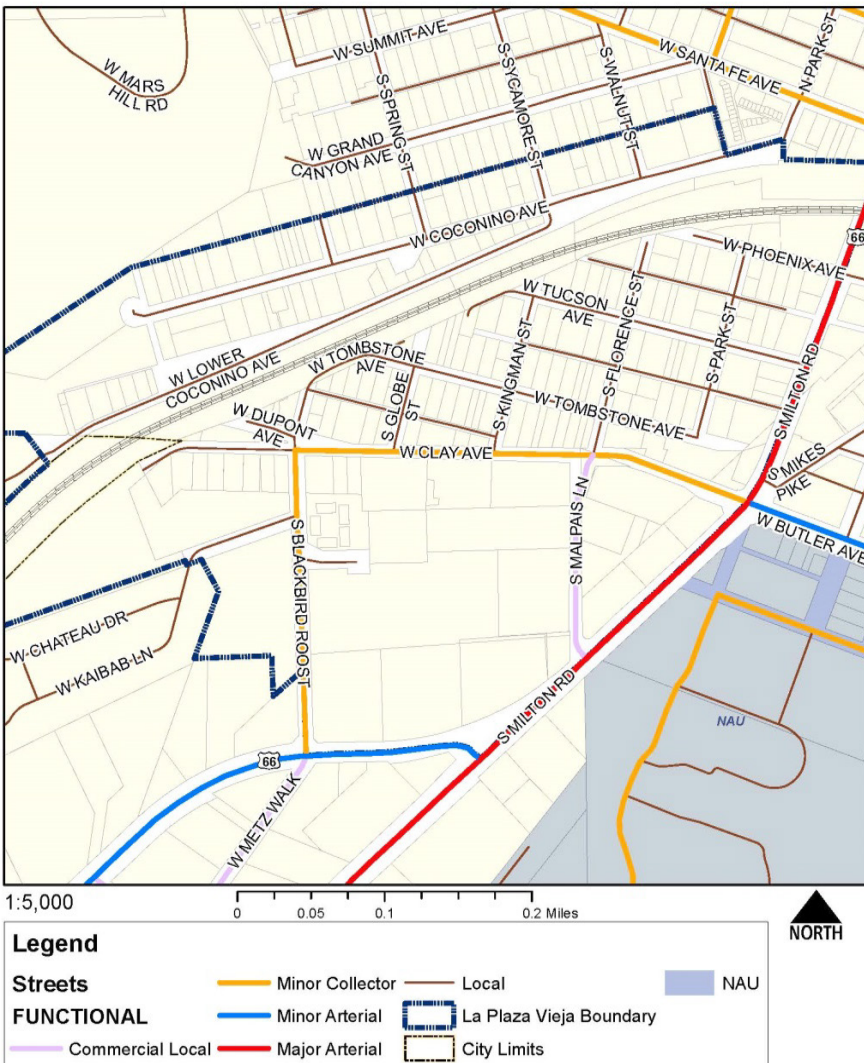 W SUMMIT AVE
W SANTA FE AVE
N PARK ST
W MARS
HILL RD
S SPRING ST
S SYCAMORE ST
S WALNUT ST
W GRAND
CANYON AVE
W COCONINO AVE
W PHOENIX AVE
66
W TUCSON
AVE
S FLORENCE ST
S PARK ST
W LOWER
COCONINO AVE
W TOMBSTONE
AVE
S KINGMAN ST
S GLOBE
ST
W TOMBSTONE AVE
S MILTON RD
W DUPONT
AVE
W CLAY AVE
S MIKES
PIKE
S BLACKBIRD ROOST
S MALPAIS LN
W BUTLER AVE
W CHATEAU DR
W KAIBAB LN
S MILTON RD
NAU
66
W METZ WALK
1:5,000
0
0.05
0.1
0.2 Miles
NORTH
Legend
Streets
FUNCTIONAL
Commercial Local
Minor Collector
Minor Arterial
Major Arterial
Local
La Plaza Vieja Boundary
City Limits
NAU